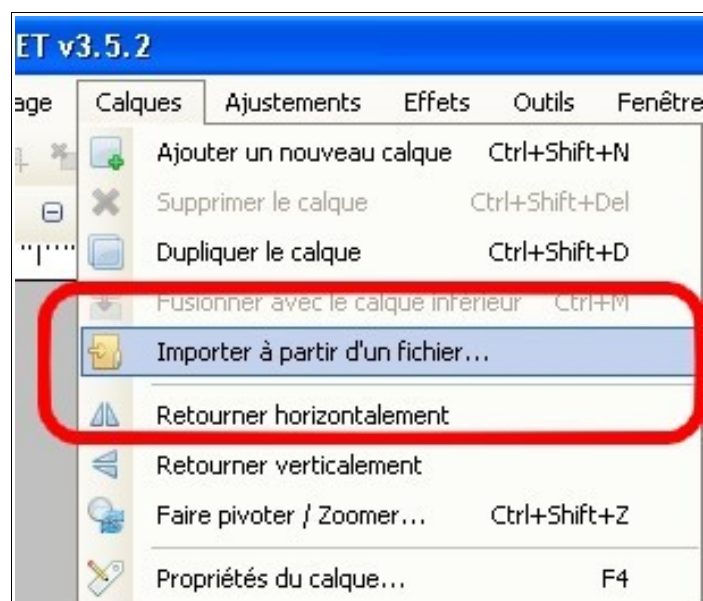 ET v3.5.2
age Calques Ajustements Effets Outils Fenêtre
Ajouter un nouveau calque Ctrl+Shift+N
Supprimer le calque Ctrl+Shift+Del
Dupliquer le calque Ctrl+Shift+D
Fusionner avec le calque inférieur Ctrl+M
Importer à partir d'un fichier...
Retourner horizontalement
Retourner verticalement
Faire pivoter / Zoomer... Ctrl+Shift+Z
Propriétés du calque... F4